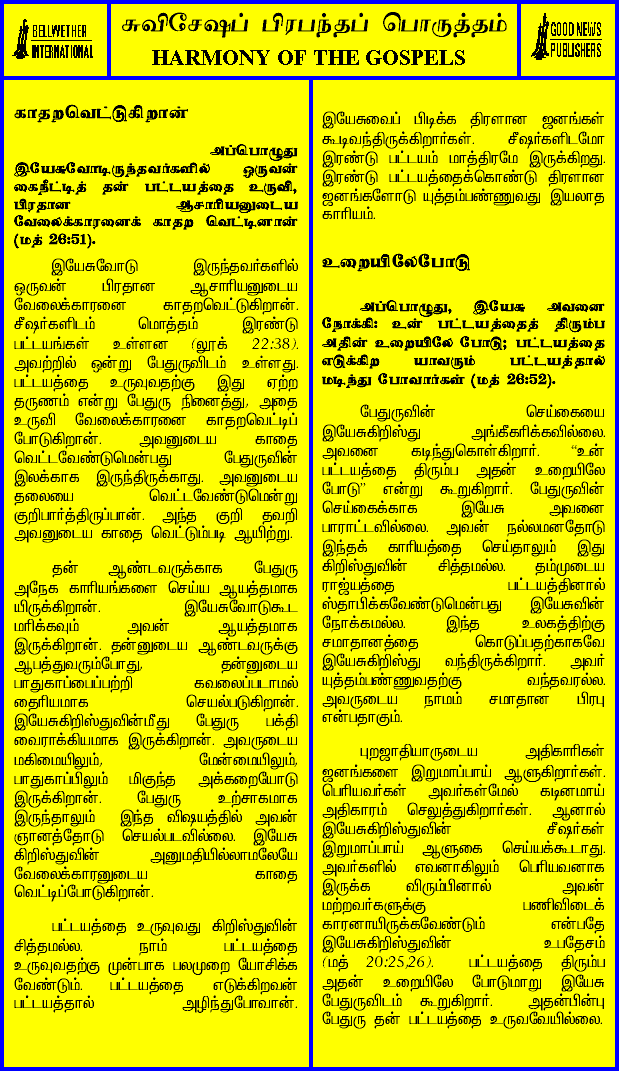 BELLWETHER
INTERNATIONAL
சுவிசேஷப் பிரபந்தப் பொருத்தம்
HARMONY OF THE GOSPELS
GOOD NEWS
PUBLISHERS
காதறவெட்டுகிறான்
அப்பொழுது
இயேசுவோடிருந்தவர்களில் ஒருவன்
கைநீட்டித் தன் பட்டயத்தை உருவி,
பிரதான ஆசாரியனுடைய
வேலைக்காரனைக் காதற வெட்டினான்
(மத் 26:51).
இயேசுவோடு இருந்தவர்களில்
ஒருவன் பிரதான ஆசாரியனுடைய
வேலைக்காரனை காதறவெட்டுகிறான்.
சீஷர்களிடம் மொத்தம் இரண்டு
பட்டயங்கள் உள்ளன (லூக் 22:38).
அவற்றில் ஒன்று பேதுருவிடம் உள்ளது.
பட்டயத்தை உருவுவதற்கு இது ஏற்ற
தருணம் என்று பேதுரு நினைத்து, அதை
உருவி வேலைக்காரனை காதறவெட்டிப்
போடுகிறான். அவனுடைய காதை
வெட்டவேண்டுமென்பது பேதுருவின்
இலக்காக இருந்திருக்காது. அவனுடைய
தலையை வெட்டவேண்டுமென்று
குறிபார்த்திருப்பான். அந்த குறி தவறி
அவனுடைய காதை வெட்டும்படி ஆயிற்று.
தன் ஆண்டவருக்காக பேதுரு
அநேக காரியங்களை செய்ய ஆயத்தமாக
யிருக்கிறான். இயேசுவோடுகூட
மரிக்கவும் அவன் ஆயத்தமாக
இருக்கிறான். தன்னுடைய ஆண்டவருக்கு
ஆபத்துவரும்போது, தன்னுடைய
பாதுகாப்பைப்பற்றி கவலைப்படாமல்
தைரியமாக செயல்படுகிறான்.
இயேசுகிறிஸ்துவின்மீது பேதுரு பக்தி
வைராக்கியமாக இருக்கிறான். அவருடைய
மகிமையிலும், மேன்மையிலும்,
பாதுகாப்பிலும் மிகுந்த அக்கறையோடு
இருக்கிறான். பேதுரு உற்சாகமாக
இருந்தாலும் இந்த விஷயத்தில் அவன்
ஞானத்தோடு செயல்படவில்லை. இயேசு
கிறிஸ்துவின் அனுமதியில்லாமலேயே
வேலைக்காரனுடைய காதை
வெட்டிப்போடுகிறான்.
பட்டயத்தை உருவுவது கிறிஸ்துவின்
சித்தமல்ல. நாம் பட்டயத்தை
உருவுவதற்கு முன்பாக பலமுறை யோசிக்க
வேண்டும். பட்டயத்தை எடுக்கிறவன்
பட்டயத்தால் அழிந்துபோவான்.
இயேசுவைப் பிடிக்க திரளான ஜனங்கள்
கூடிவந்திருக்கிறார்கள். சீஷர்களிடமோ
இரண்டு பட்டயம் மாத்திரமே இருக்கிறது.
இரண்டு பட்டயத்தைக்கொண்டு திரளான
ஜனங்களோடு யுத்தம்பண்ணுவது இயலாத
காரியம்.
உறையிலேபோடு
அப்பொழுது, இயேசு அவனை
நோக்கி: உன் பட்டயத்தைத் திரும்ப
அதின் உறையிலே போடு; பட்டயத்தை
எடுக்கிற யாவரும் பட்டயத்தால்
மடிந்து போவார்கள் (மத் 26:52).
பேதுருவின் செய்கையை
இயேசுகிறிஸ்து அங்கீகரிக்கவில்லை.
அவனை கடிந்துகொள்கிறார். “உன்
பட்டயத்தை திரும்ப அதன் உறையிலே
போடு” என்று கூறுகிறார். பேதுருவின்
செய்கைக்காக இயேசு அவனை
பாராட்டவில்லை. அவன் நல்லமனதோடு
இந்தக் காரியத்தை செய்தாலும் இது
கிறிஸ்துவின் சித்தமல்ல. தம்முடைய
ராஜ்யத்தை பட்டயத்தினால்
ஸ்தாபிக்கவேண்டுமென்பது இயேசுவின்
நோக்கமல்ல. இந்த உலகத்திற்கு
சமாதானத்தை கொடுப்பதற்காகவே
இயேசுகிறிஸ்து வந்திருக்கிறார். அவர்
யுத்தம்பண்ணுவதற்கு வந்தவரல்ல.
அவருடைய நாமம் சமாதான பிரபு
என்பதாகும்.
புறஜாதியாருடைய அதிகாரிகள்
ஜனங்களை இறுமாப்பாய் ஆளுகிறார்கள்.
பெரியவர்கள் அவர்கள்மேல் கடினமாய்
அதிகாரம் செலுத்துகிறார்கள். ஆனால்
இயேசுகிறிஸ்துவின் சீஷர்கள்
இறுமாப்பாய் ஆளுகை செய்யக்கூடாது.
அவர்களில் எவனாகிலும் பெரியவனாக
இருக்க விரும்பினால் அவன்
மற்றவர்களுக்கு பணிவிடைக்
காரனாயிருக்கவேண்டும் என்பதே
இயேசுகிறிஸ்துவின் உபதேசம்
(மத் 20:25,26). பட்டயத்தை திரும்ப
அதன் உறையிலே போடுமாறு இயேசு
பேதுருவிடம் கூறுகிறார். அதன்பின்பு
பேதுரு தன் பட்டயத்தை உருவவேயில்லை.